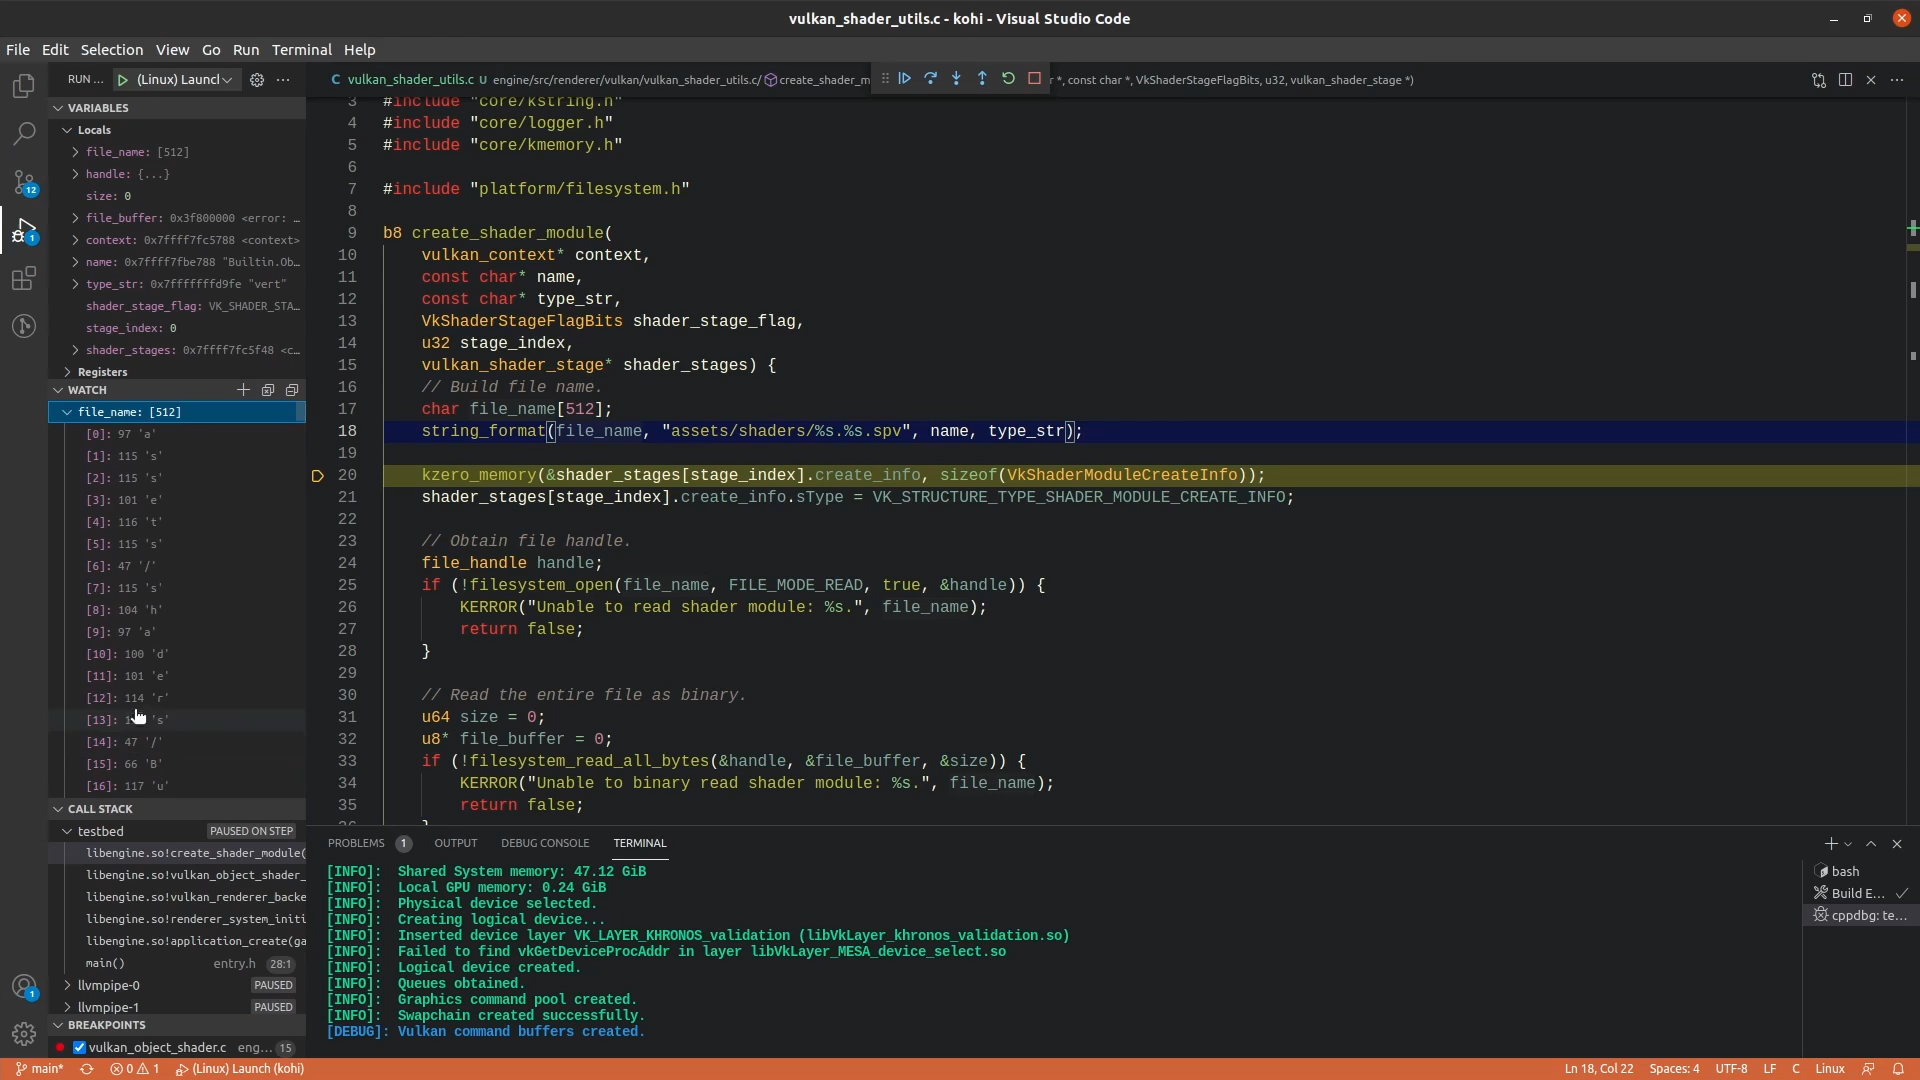 vulkan_shader_utils.c - kohi - Visual Studio Code
File Edit Selection View Go Run Terminal Help
RUN ... (Linux) Launcl
C vulkan_shader_utils.c U engine/src/renderer/vulkan/vulkan_shader_utils.c/ create_shader_m r *, const char *, VkShaderStageFlagBits, u32, vulkan_shader_stage *)
VARIABLES
Locals
file_name: [512]
handle: {...}
size: 0
file_buffer: 0x3f800000 <error: ...
context: 0x7ffff7fc5788 <context>
name: 0x7ffff7fbe788 "Builtin.Ob...
type_str: 0x7fffffffd9fe "vert"
shader_stage_flag: VK_SHADER_STA...
stage_index: 0
shader_stages: 0x7ffff7fc5f48 <c...
Registers
WATCH
file_name: [512]
[0]: 97 'a'
[1]: 115 's'
[2]: 115 's'
[3]: 101 'e'
[4]: 116 't'
[5]: 115 's'
[6]: 47 '/'
[7]: 115 's'
[8]: 104 'h'
[9]: 97 'a'
[10]: 100 'd'
[11]: 101 'e'
[12]: 114 'r'
[13]: 's'
[14]: 47 '/'
[15]: 66 'B'
[16]: 117 'u'
CALL STACK
testbed PAUSED ON STEP
libengine.so!create_shader_module(
libengine.so!vulkan_object_shader_
libengine.so!vulkan_renderer_backe
libengine.so!renderer_system_initi
libengine.so!application_create(ga
main() entry.h 28:1
llvmpipe-0 PAUSED
llvmpipe-1 PAUSED
BREAKPOINTS
vulkan_object_shader.c eng... 15
12
1
1
3 #include "core/kstring.h"
4 #include "core/logger.h"
5 #include "core/kmemory.h"
6
7 #include "platform/filesystem.h"
8
9 b8 create_shader_module(
10 vulkan_context* context,
11 const char* name,
12 const char* type_str,
13 VkShaderStageFlagBits shader_stage_flag,
14 u32 stage_index,
15 vulkan_shader_stage* shader_stages) {
16 // Build file name.
17 char file_name[512];
18 string_format(file_name, "assets/shaders/%s.%s.spv", name, type_str);
19
20 kzero_memory(&shader_stages[stage_index].create_info, sizeof(VkShaderModuleCreateInfo));
21 shader_stages[stage_index].create_info.sType = VK_STRUCTURE_TYPE_SHADER_MODULE_CREATE_INFO;
22
23 // Obtain file handle.
24 file_handle handle;
25 if (!filesystem_open(file_name, FILE_MODE_READ, true, &handle)) {
26 KERROR("Unable to read shader module: %s.", file_name);
27 return false;
28 }
29
30 // Read the entire file as binary.
31 u64 size = 0;
32 u8* file_buffer = 0;
33 if (!filesystem_read_all_bytes(&handle, &file_buffer, &size)) {
34 KERROR("Unable to binary read shader module: %s.", file_name);
35 return false;
36 }
PROBLEMS 1 OUTPUT DEBUG CONSOLE TERMINAL
[INFO]: Shared System memory: 47.12 GiB
[INFO]: Local GPU memory: 0.24 GiB
[INFO]: Physical device selected.
[INFO]: Creating logical device...
[INFO]: Inserted device layer VK_LAYER_KHRONOS_validation (libVkLayer_khronos_validation.so)
[INFO]: Failed to find vkGetDeviceProcAddr in layer libVkLayer_MESA_device_select.so
[INFO]: Logical device created.
[INFO]: Queues obtained.
[INFO]: Graphics command pool created.
[INFO]: Swapchain created successfully.
[DEBUG]: Vulkan command buffers created.
bash
Build E...
cppdbg: te...
main* 0 1 (Linux) Launch (kohi) Ln 18, Col 22 Spaces: 4 UTF-8 LF C Linux